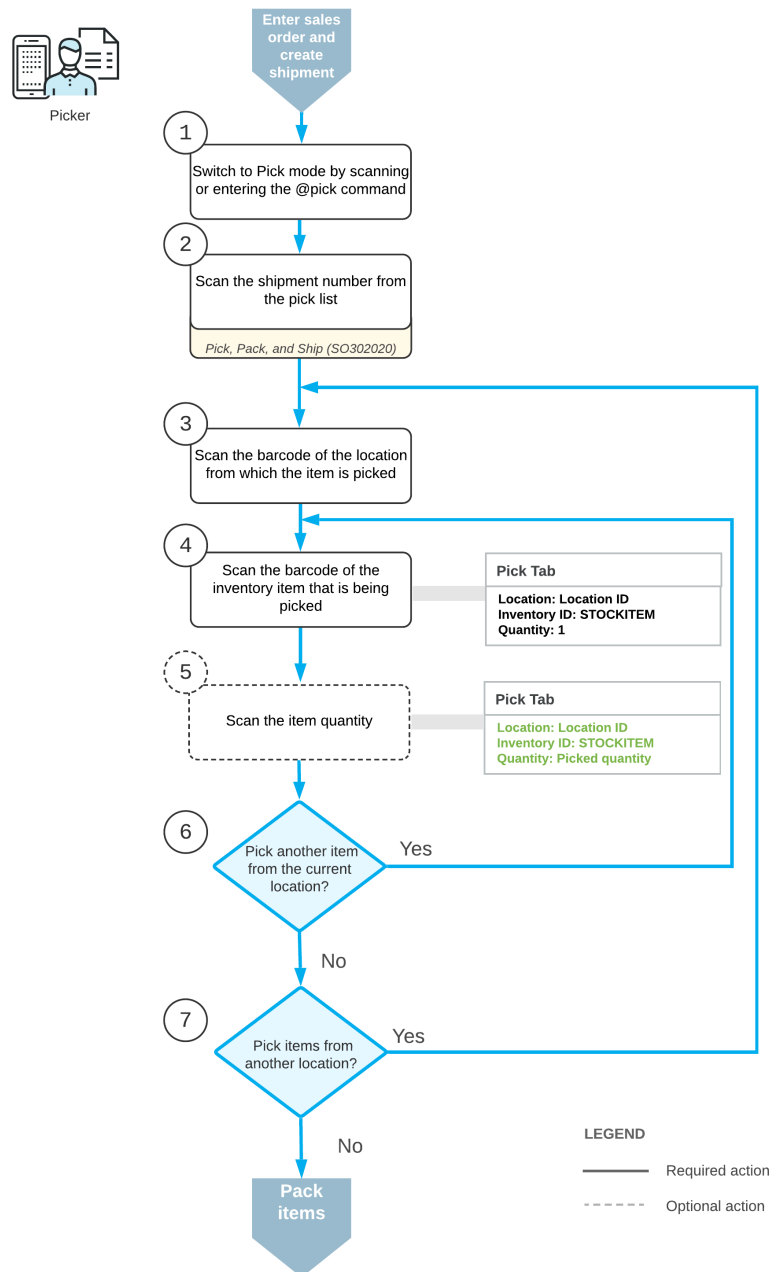 Enter sales
order and
create
shipment
Picker
1
Switch to Pick mode by scanning
or entering the @pick command
2
Scan the shipment number from
the pick list
Pick, Pack, and Ship (SO302020)
3
Scan the barcode of the location
from which the item is picked
4
Scan the barcode of the
inventory item that is being
picked
Pick Tab
Location: Location ID
Inventory ID: STOCKITEM
Quantity: 1
5
Scan the item quantity
Pick Tab
Location: Location ID
Inventory ID: STOCKITEM
Quantity: Picked quantity
6
Pick another item
from the current
location?
Yes
No
7
Pick items from
another location?
Yes
No
Pack
items
LEGEND
Required action
Optional action